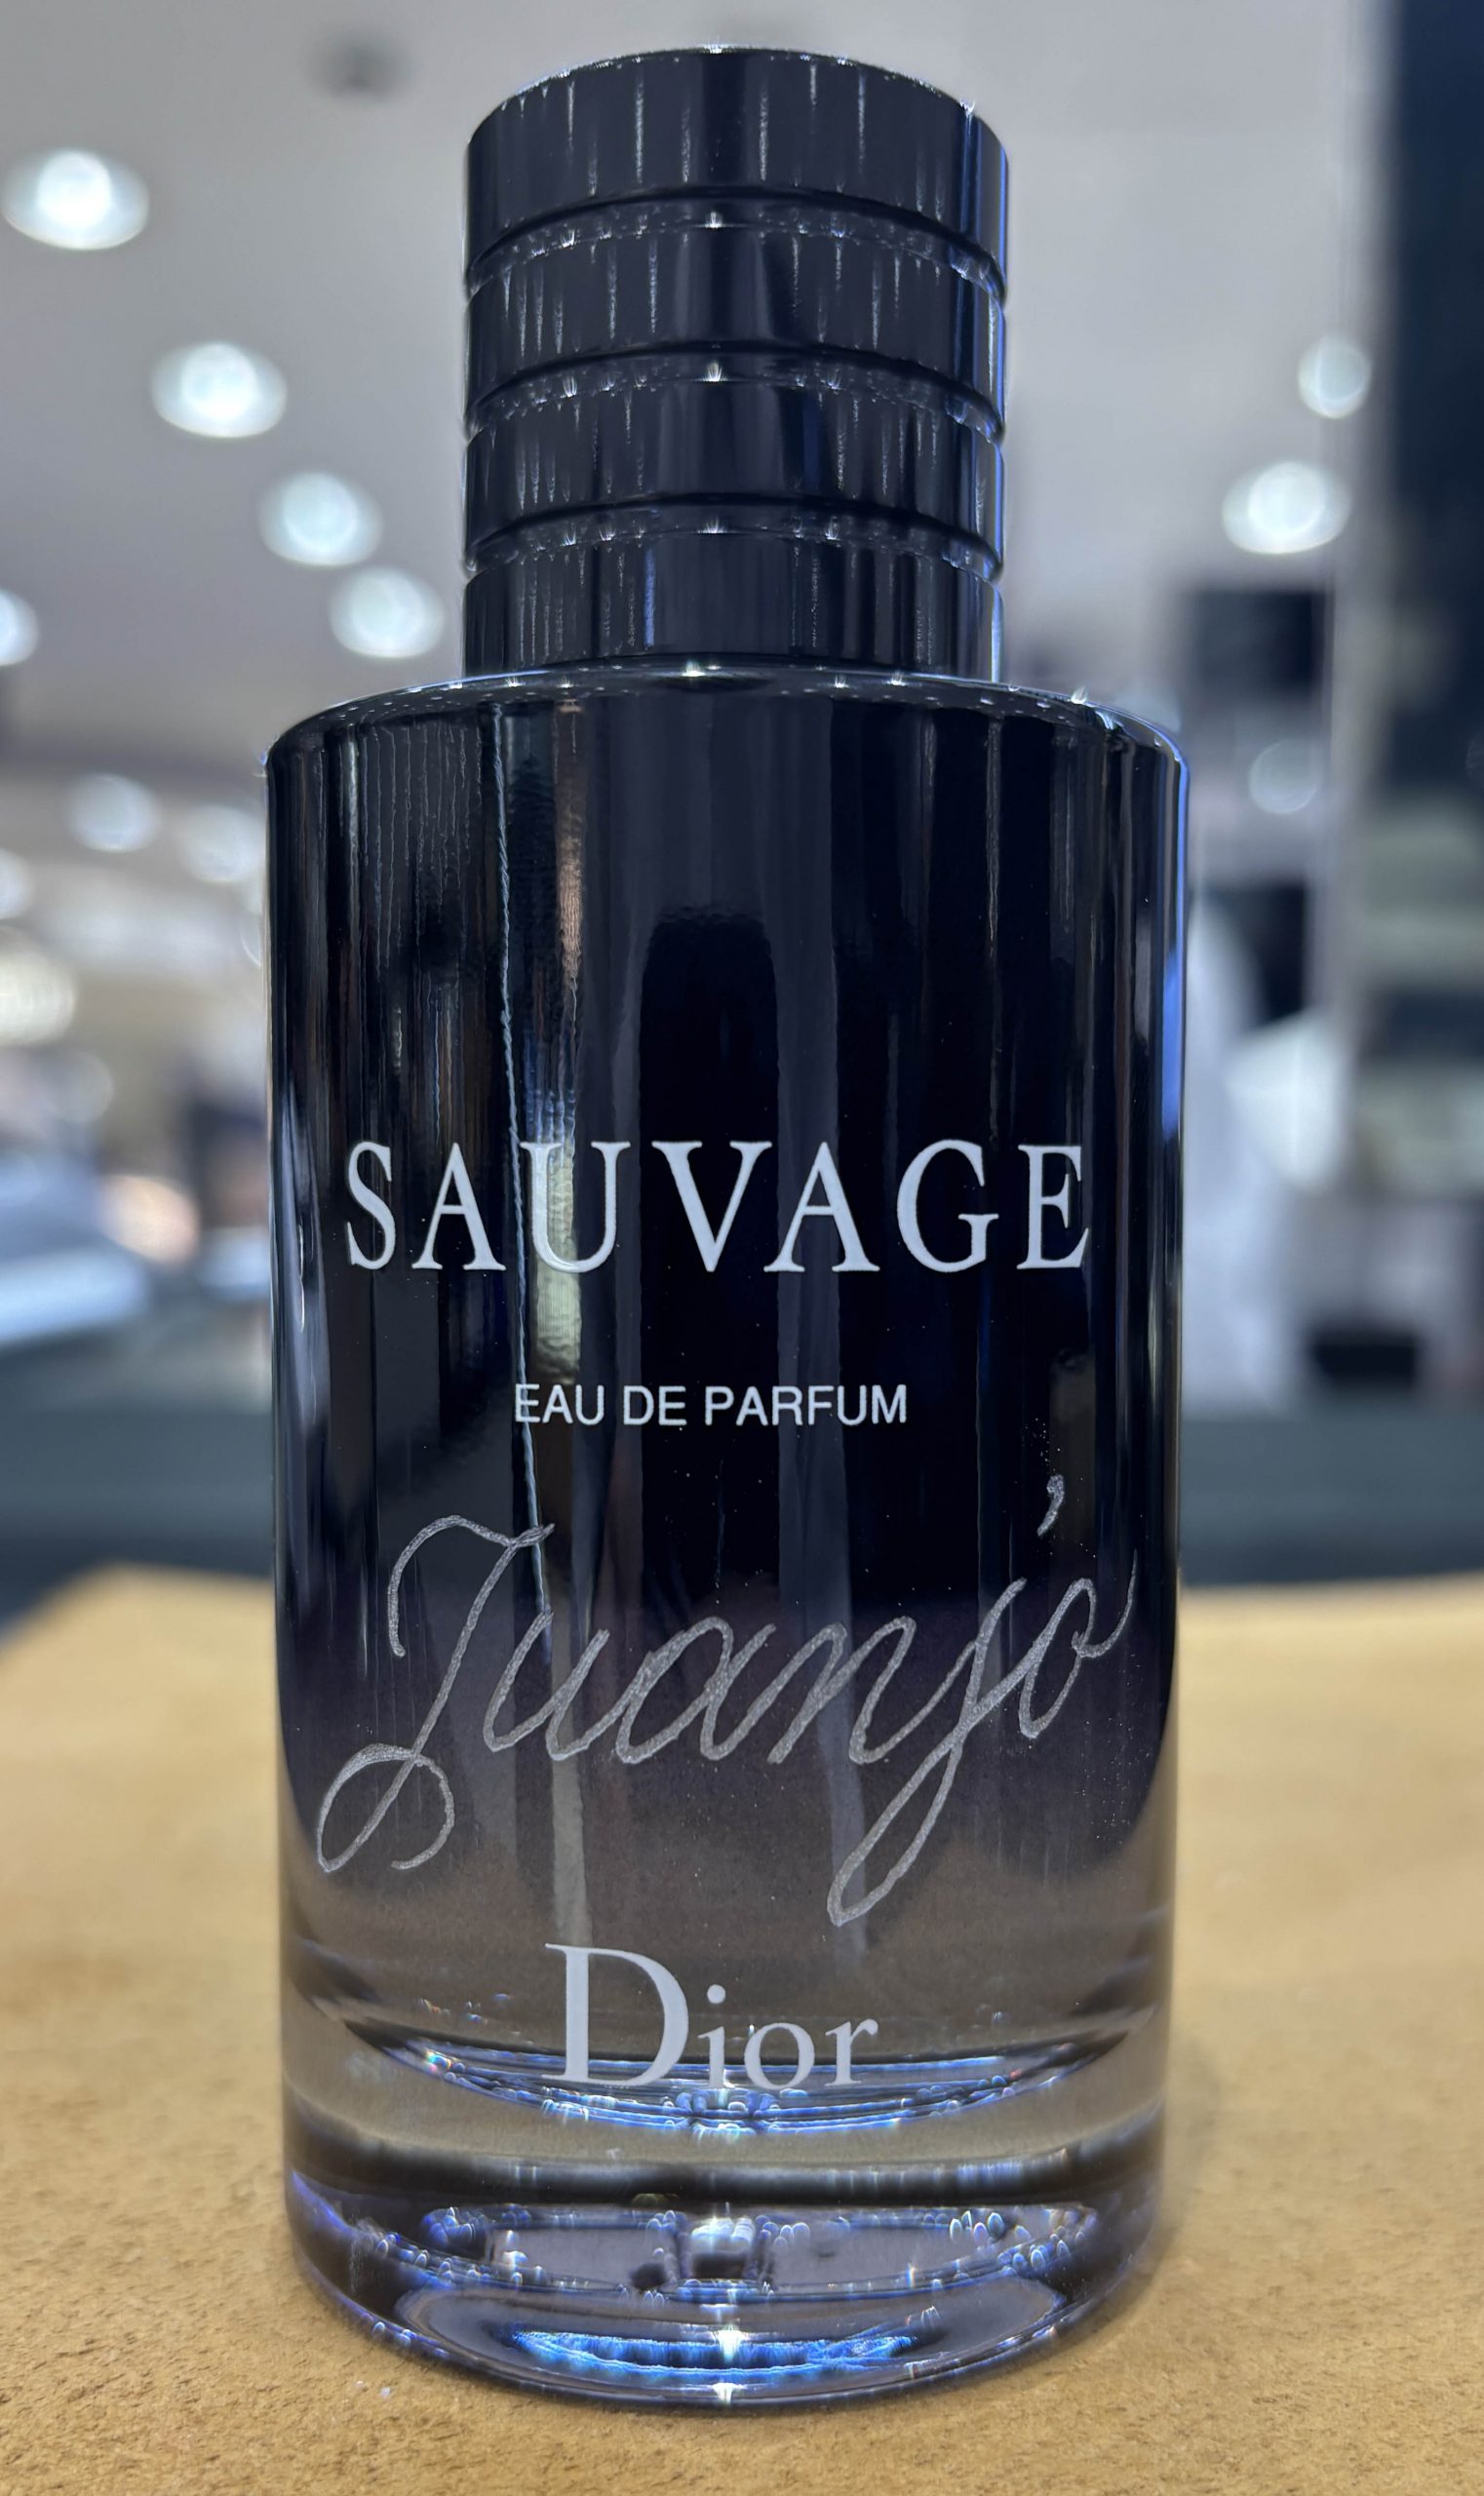 SAUVAGE
EAU DE PARFUM
Juanjo
Dior